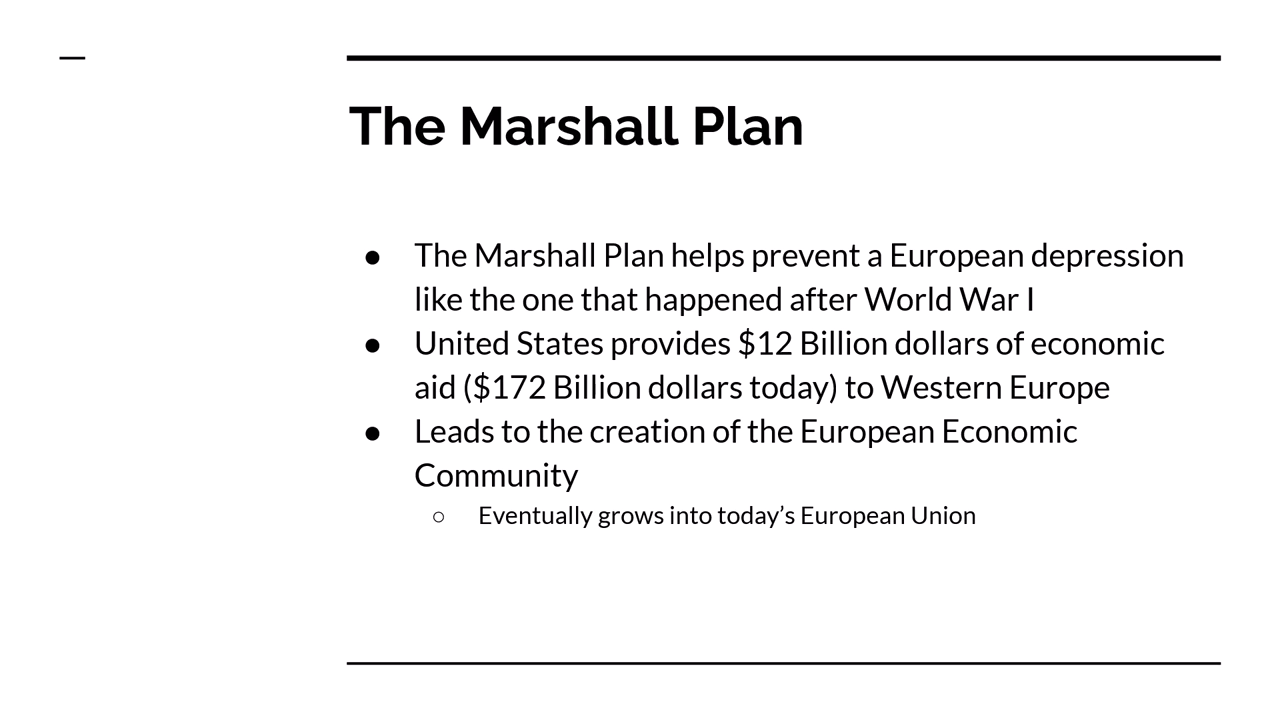 The Marshall Plan
● The Marshall Plan helps prevent a European depression
like the one that happened after World War I
● United States provides $12 Billion dollars of economic
aid ($172 Billion dollars today) to Western Europe
● Leads to the creation of the European Economic
Community
○ Eventually grows into today’s European Union